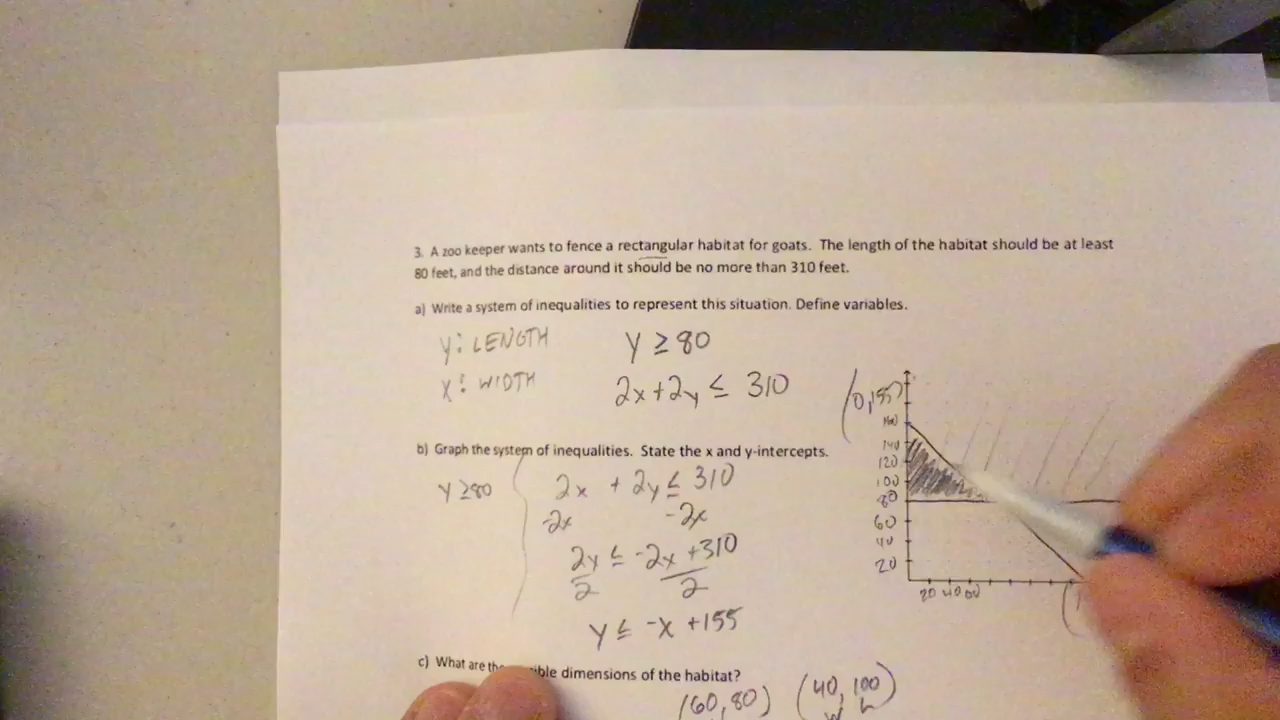 3. A zoo keeper wants to fence a rectangular habitat for goats. The length of the habitat should be at least
80 feet, and the distance around it should be no more than 310 feet.
a) Write a system of inequalities to represent this situation. Define variables.
Y: LENGTH
X: WIDTH
Y ≥ 80
2x + 2y ≤ 310
b) Graph the system of inequalities. State the x and y-intercepts.
Y ≥ 80
2x + 2y ≤ 310
-2x -2x
2y ≤ -2x + 310
2 2
y ≤ -x + 155
(0,155)
160
140
120
100
80
60
40
20
20 40 60
c) What are the dimensions of the habitat?
(60,80) (40,100)
W L